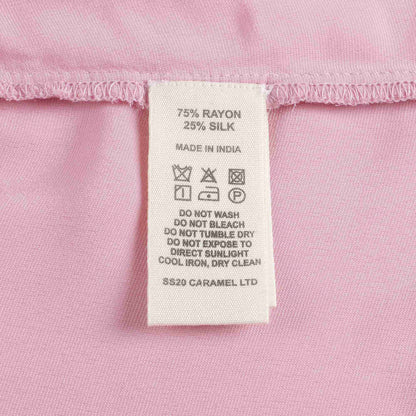 75% RAYON
25% SILK
MADE IN INDIA
P
DO NOT WASH
DO NOT BLEACH
DO NOT TUMBLE DRY
DO NOT EXPOSE TO
DIRECT SUNLIGHT
COOL IRON, DRY CLEAN
SS20 CARAMEL LTD